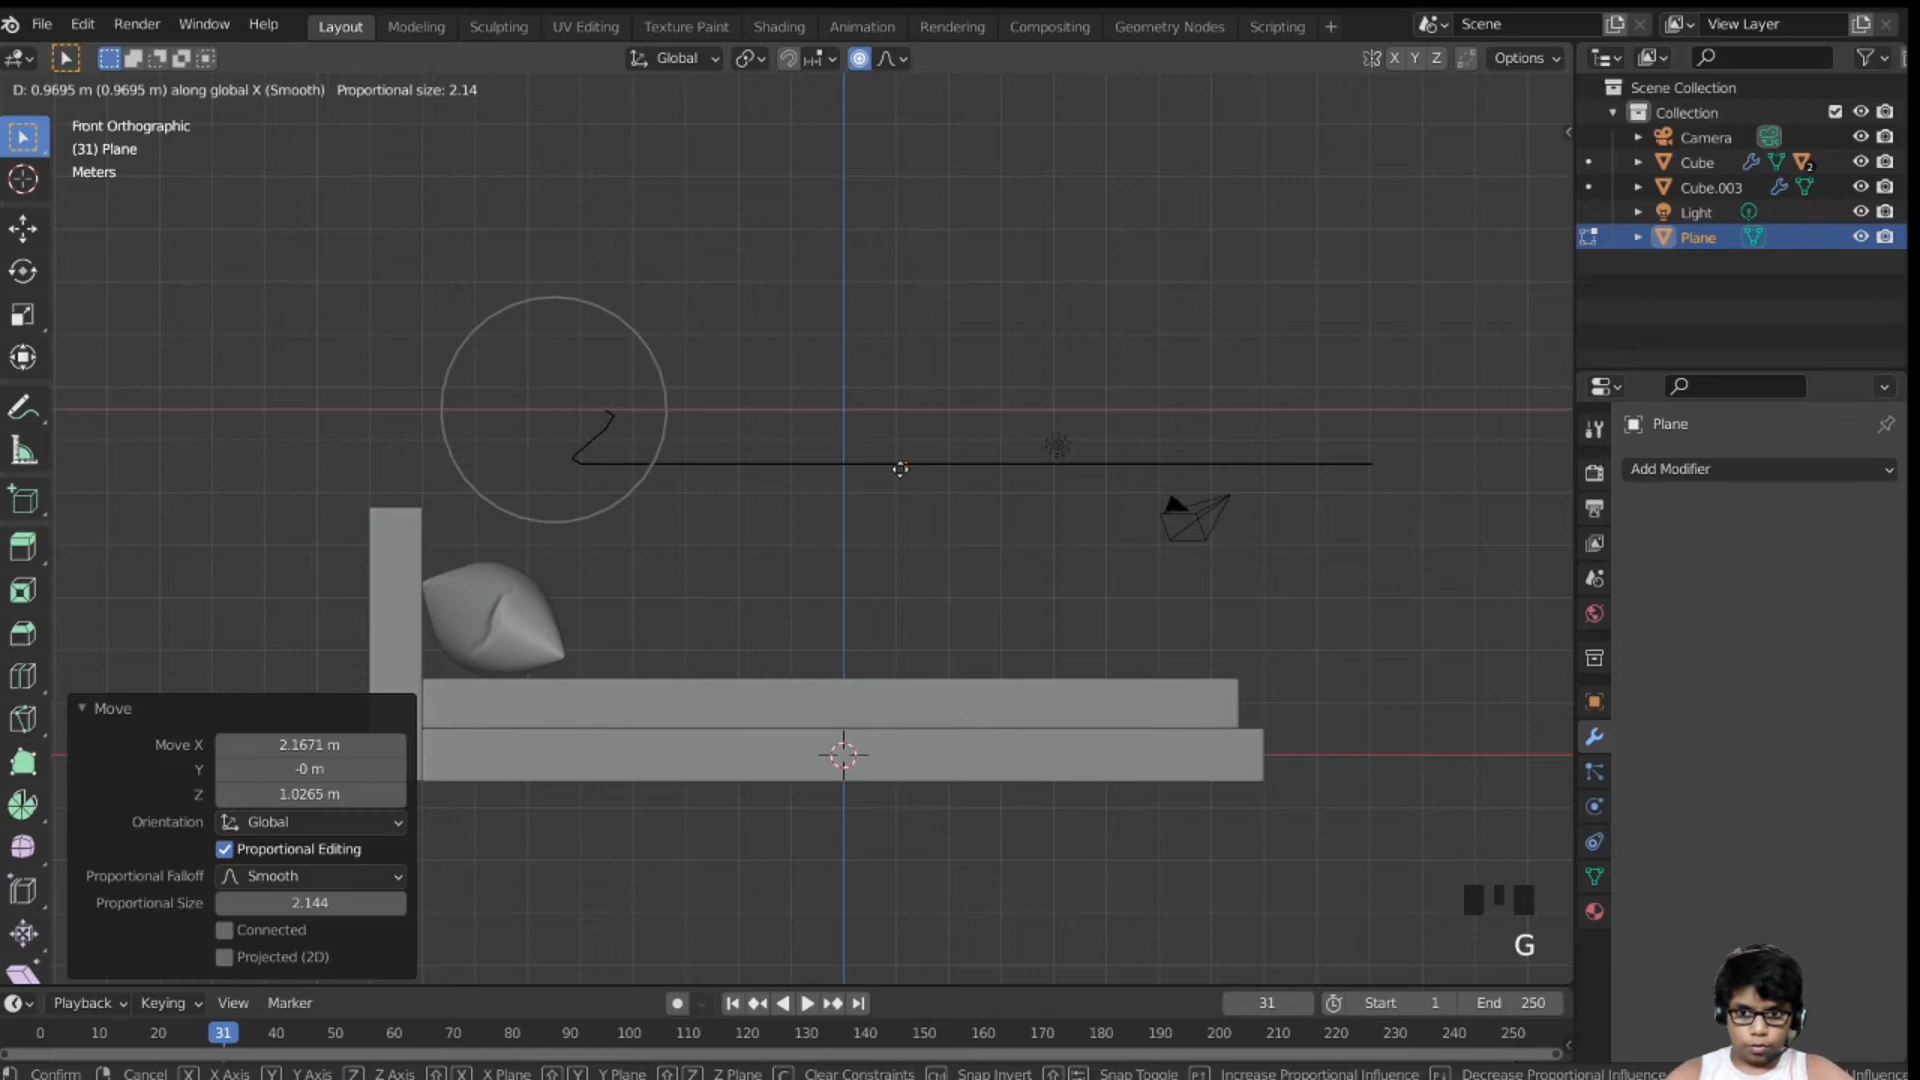 File Edit Render Window Help Layout Modeling Sculpting UV Editing Texture Paint Shading Animation Rendering Compositing Geometry Nodes Scripting + Scene View Layer
Global X Y Z Options
D: 0.9695 m (0.9695 m) along global X (Smooth) Proportional size: 2.14
Front Orthographic
(31) Plane
Meters
Scene Collection
Collection
Camera
Cube 2
Cube.003
Light
Plane
Plane
Add Modifier
Move
Move X 2.1671 m
Y -0 m
Z 1.0265 m
Orientation Global
Proportional Editing
Proportional Falloff Smooth
Proportional Size 2.144
Connected
Projected (2D)
G
Playback Keying View Marker 31 Start 1 End 250
0 10 20 31 40 50 60 70 80 90 100 110 120 130 140 150 160 170 180 190 200 210 220 230 240 250
Confirm Cancel X X Axis Y Y Axis Z Z Axis X X Plane Y Y Plane Z Z Plane C Clear Constraints Snap Invert Snap Toggle Increase Proportional Influence Decrease Proportional Influence